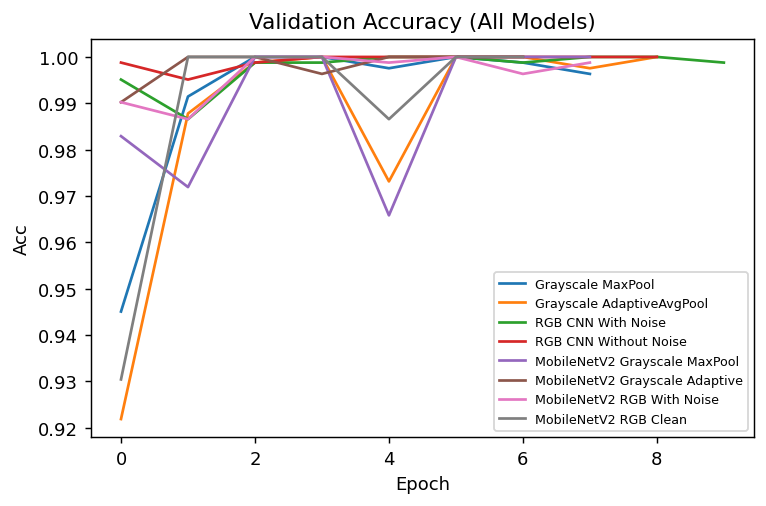 Validation Accuracy (All Models)
1.00
0.99
0.98
0.97
0.96
0.95
0.94
0.93
0.92
Acc
Grayscale MaxPool
Grayscale AdaptiveAvgPool
RGB CNN With Noise
RGB CNN Without Noise
MobileNetV2 Grayscale MaxPool
MobileNetV2 Grayscale Adaptive
MobileNetV2 RGB With Noise
MobileNetV2 RGB Clean
0 2 4 6 8
Epoch